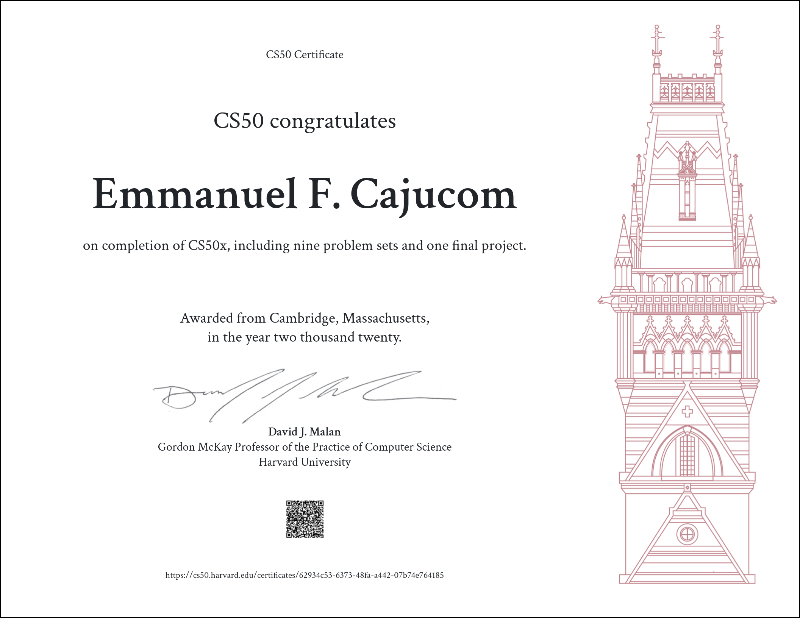 CS50 Certificate
CS50 congratulates
Emmanuel F. Cajucom
on completion of CS50x, including nine problem sets and one final project.
Awarded from Cambridge, Massachusetts,
in the year two thousand twenty.
David J. Malan
Gordon McKay Professor of the Practice of Computer Science
Harvard University
https://cs50.harvard.edu/certificates/62934c53-6373-48fa-a442-07b74e764185